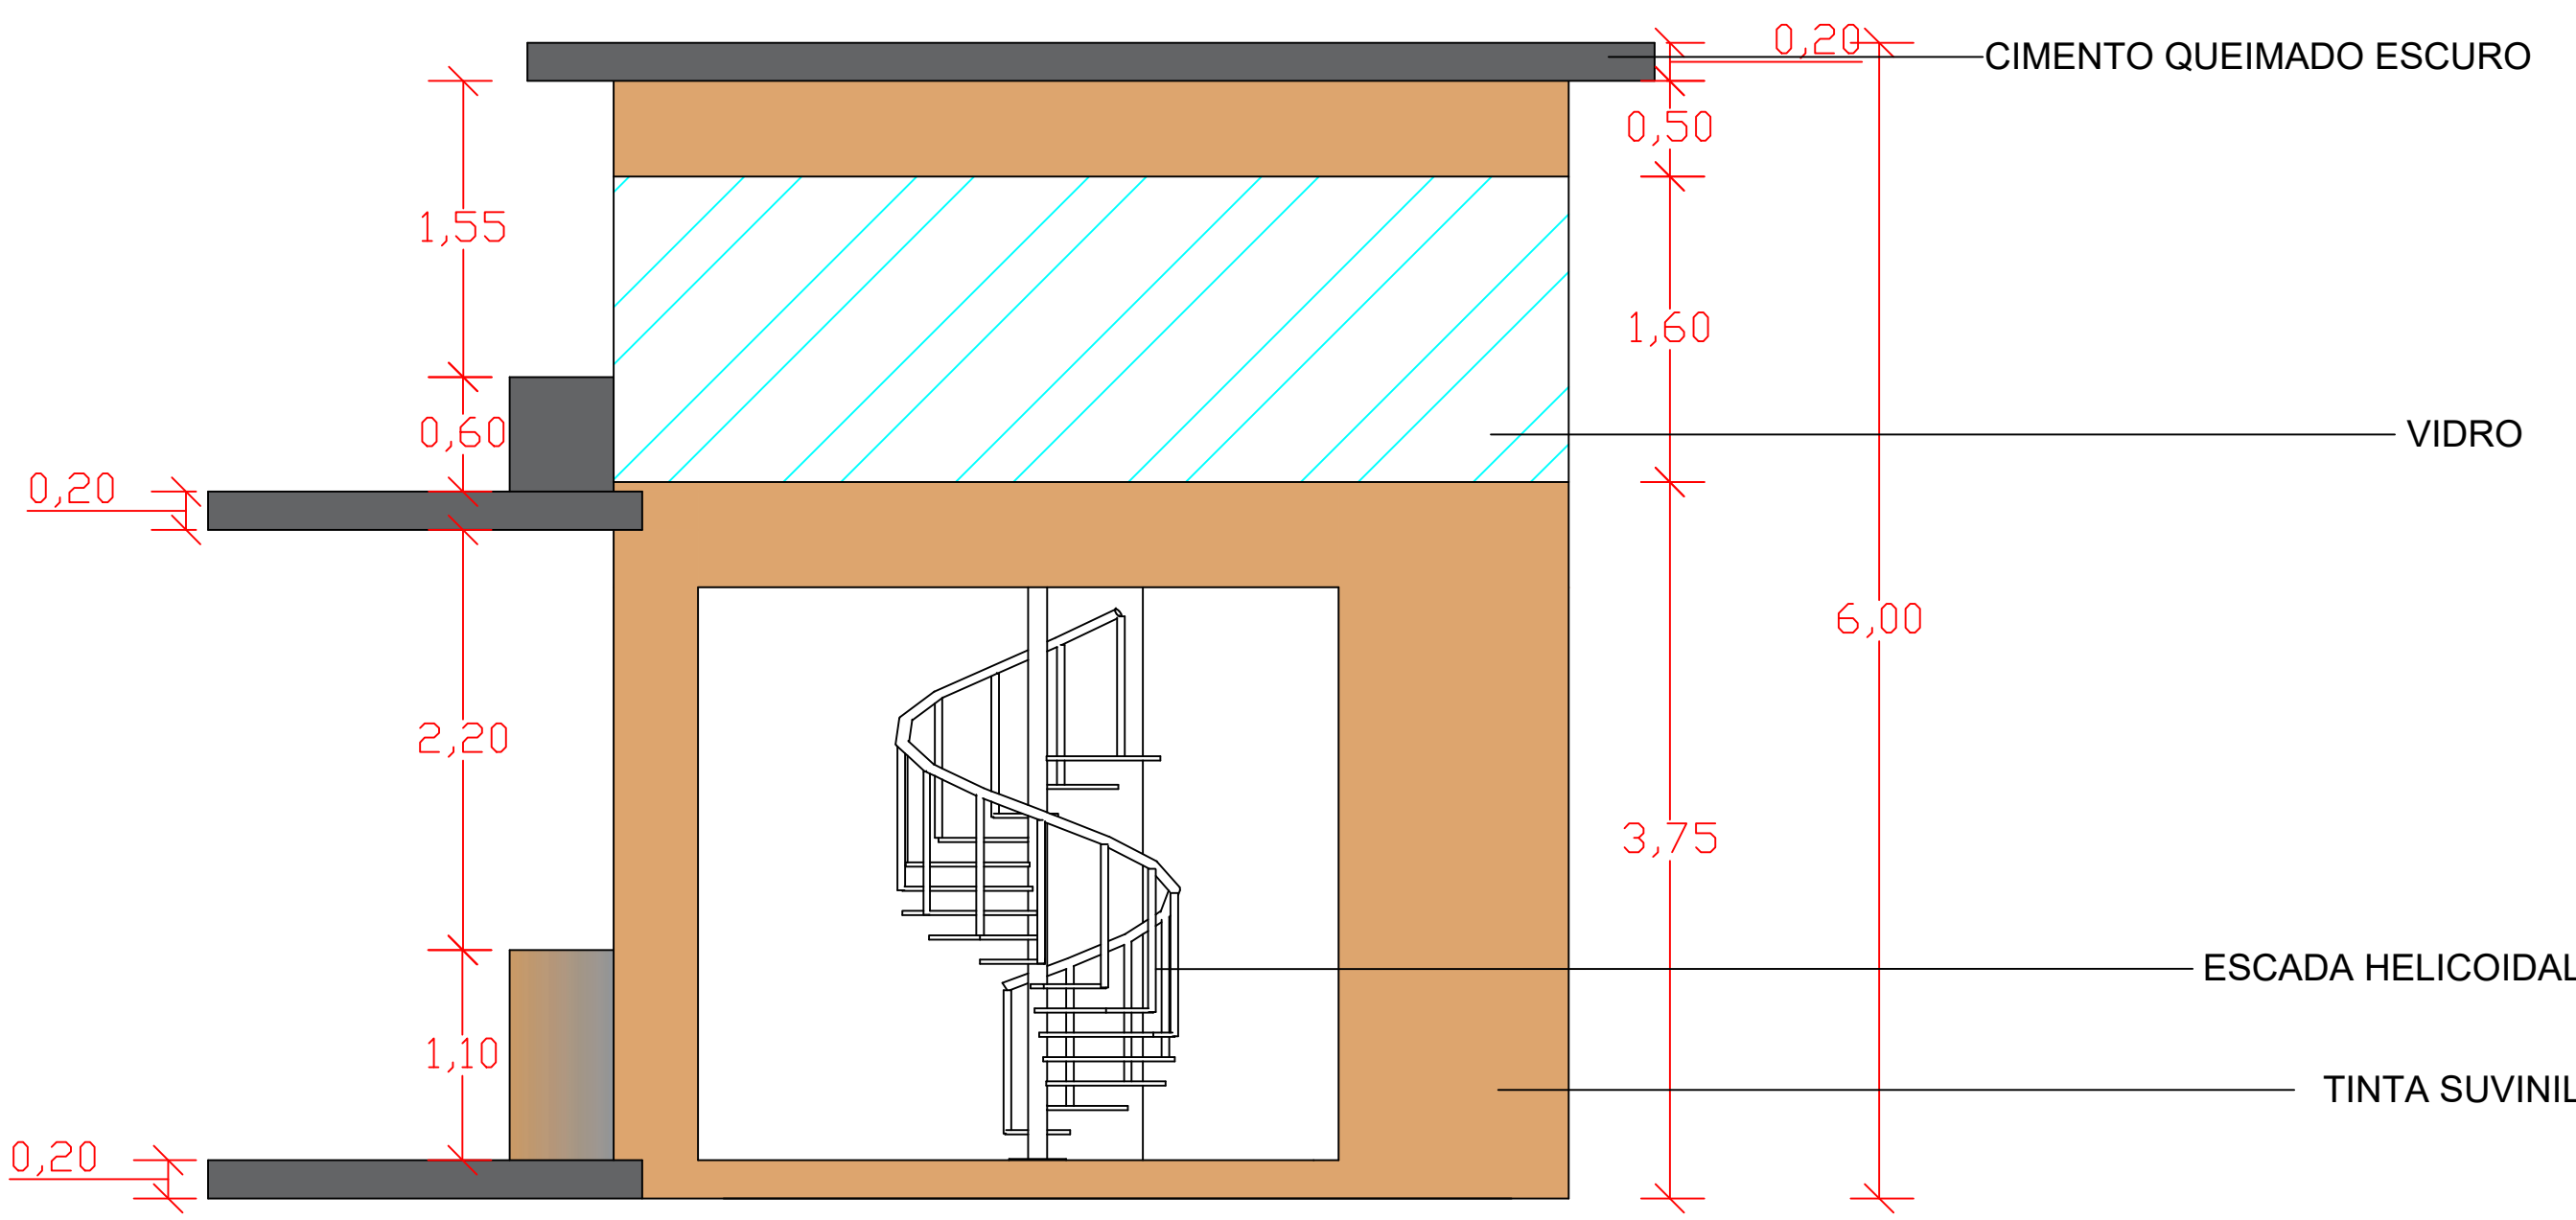 0,20
CIMENTO QUEIMADO ESCURO
0,50
1,55
1,60
0,60
VIDRO
0,20
6,00
2,20
3,75
ESCADA HELICOIDAL
1,10
TINTA SUVINIL
0,20